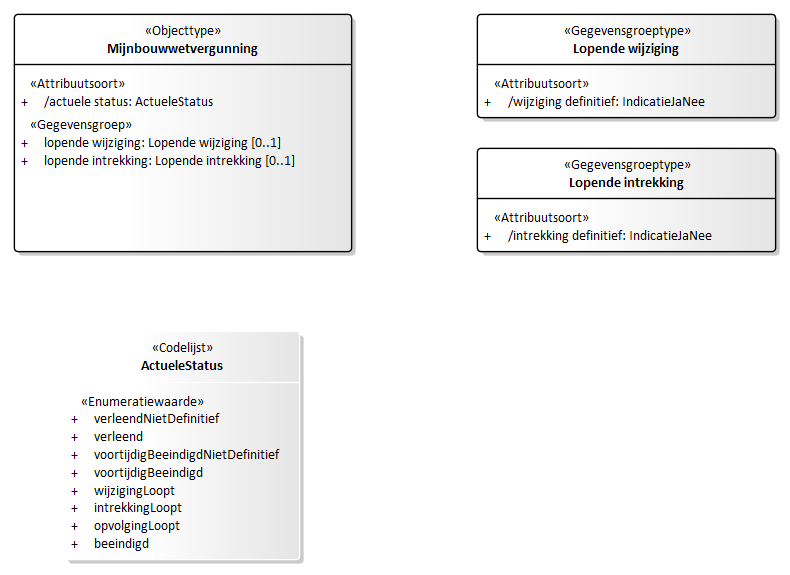 «Objecttype»
Mijnbouwwetvergunning
«Attribuutsoort»
+ /actuele status: ActueleStatus
«Gegevensgroep»
+ lopende wijziging: Lopende wijziging [0..1]
+ lopende intrekking: Lopende intrekking [0..1]
«Gegevensgroeptype»
Lopende wijziging
«Attribuutsoort»
+ /wijziging definitief: IndicatieJaNee
«Gegevensgroeptype»
Lopende intrekking
«Attribuutsoort»
+ /intrekking definitief: IndicatieJaNee
«Codelijst»
ActueleStatus
«Enumeratiewaarde»
+ verleendNietDefinitief
+ verleend
+ voortijdigBeeindigdNietDefinitief
+ voortijdigBeeindigd
+ wijzigingLoopt
+ intrekkingLoopt
+ opvolgingLoopt
+ beeindigd